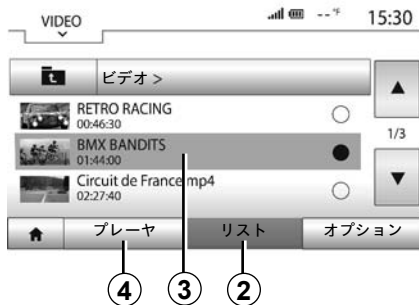 VIDEO --°F 15:30
ビデオ >
RETRO RACING
00:46:30
BMX BANDITS
01:44:00
1/3
Circuit de France.mp4
02:27:40
プレーヤ リスト オプション
4 3 2